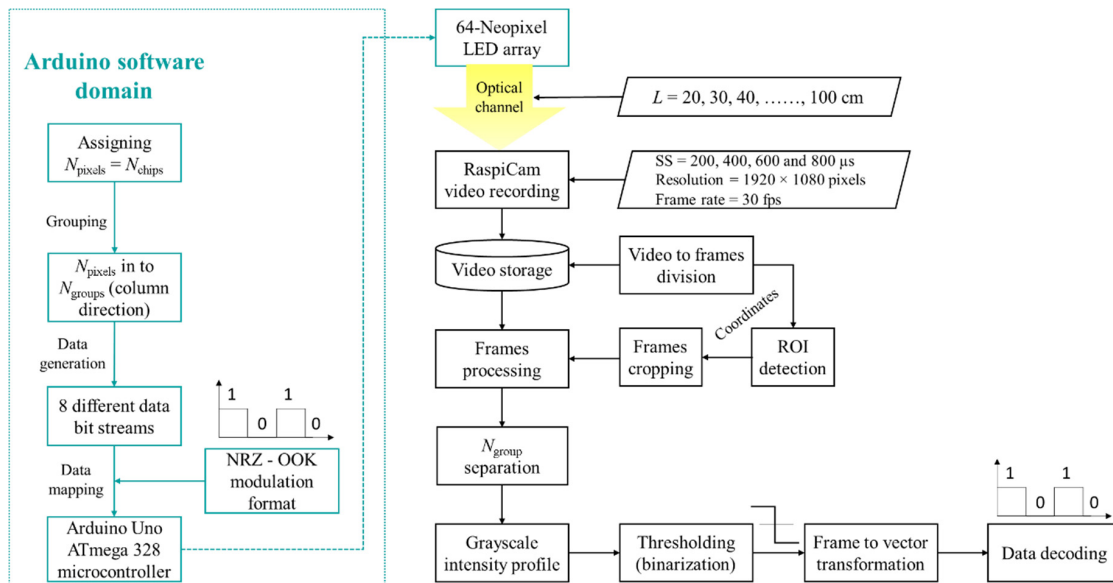 Arduino software
domain
Assigning
Npixels = Nchips
Grouping
Npixels in to
Ngroups (column
direction)
Data
generation
8 different data
bit streams
1 0 1 0
Data
mapping
NRZ - OOK
modulation
format
Arduino Uno
ATmega 328
microcontroller
64-Neopixel
LED array
Optical
channel
L = 20, 30, 40, ……, 100 cm
RaspiCam
video recording
SS = 200, 400, 600 and 800 µs
Resolution = 1920 × 1080 pixels
Frame rate = 30 fps
Video storage
Video to frames
division
Coordinates
ROI
detection
Frames
cropping
Frames
processing
Ngroup
separation
Grayscale
intensity profile
Thresholding
(binarization)
Frame to vector
transformation
1 0 1 0
Data decoding